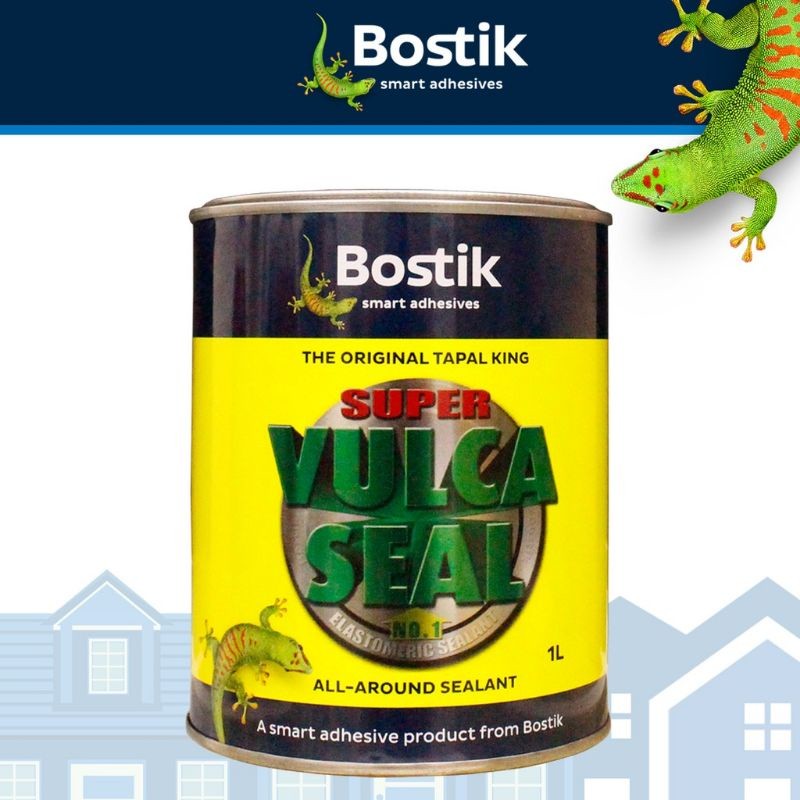 Bostik
smart adhesives
Bostik
smart adhesives
THE ORIGINAL TAPAL KING
SUPER
VULCA
SEAL
NO.1
ELASTOMERIC SEALANT
1L
ALL-AROUND SEALANT
A smart adhesive product from Bostik